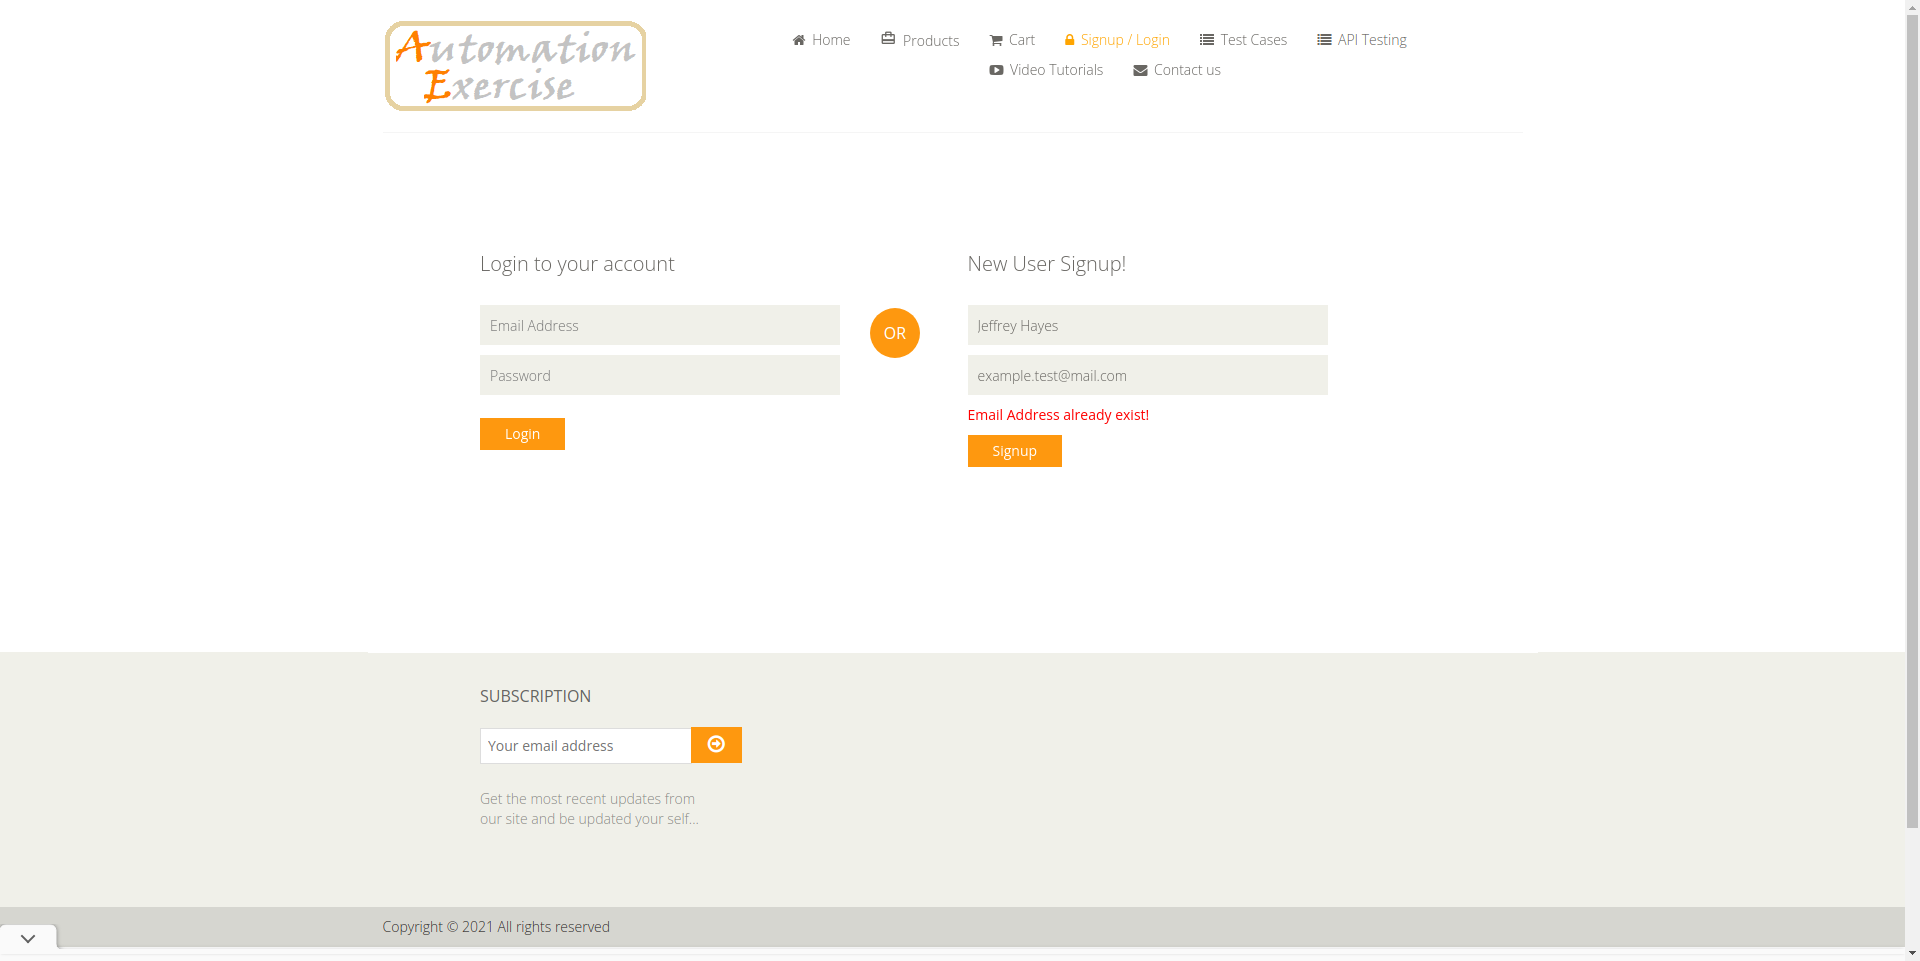 Automation
Exercise
Home
Products
Cart
Signup / Login
Test Cases
API Testing
Video Tutorials
Contact us
Login to your account
Email Address
Password
Login
OR
New User Signup!
Jeffrey Hayes
example.test@mail.com
Email Address already exist!
Signup
SUBSCRIPTION
Your email address
Get the most recent updates from
our site and be updated your self...
Copyright © 2021 All rights reserved